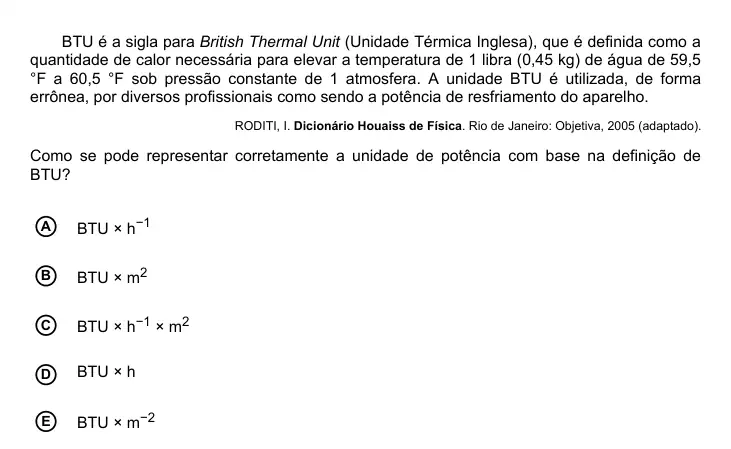 BTU é a sigla para British Thermal Unit (Unidade Térmica Inglesa), que é definida como a
quantidade de calor necessária para elevar a temperatura de 1 libra (0,45 kg) de água de 59,5
°F a 60,5 °F sob pressão constante de 1 atmosfera. A unidade BTU é utilizada, de forma
errônea, por diversos profissionais como sendo a potência de resfriamento do aparelho.
RODITI, I. Dicionário Houaiss de Física. Rio de Janeiro: Objetiva, 2005 (adaptado).
Como se pode representar corretamente a unidade de potência com base na definição de
BTU?
A BTU × h⁻¹
B BTU × m²
C BTU × h⁻¹ × m²
D BTU × h
E BTU × m⁻²